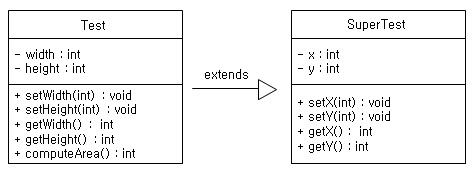 Test
- width : int
- height : int
+ setWidth(int) : void
+ setHeight(int) : void
+ getWidth() : int
+ getHeight() : int
+ computeArea() : int
extends
SuperTest
- x : int
- y : int
+ setX(int) : void
+ setY(int) : void
+ getX() : int
+ getY() : int